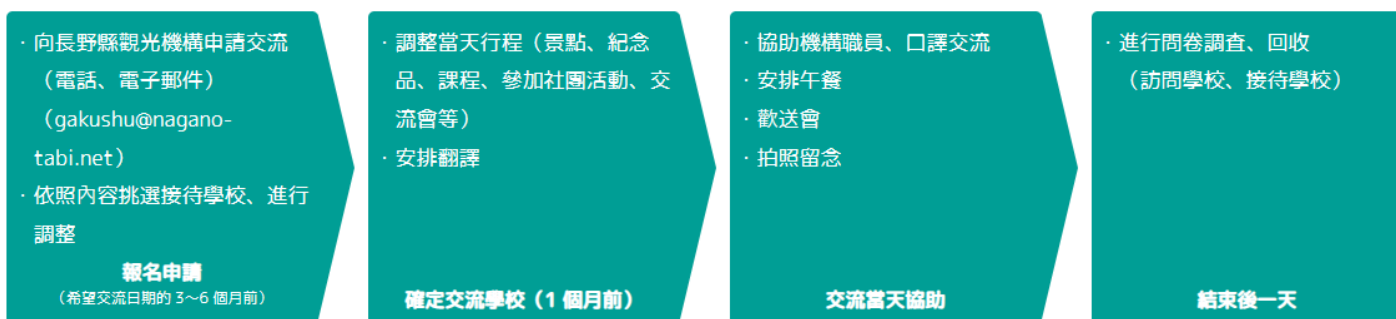 · 向長野縣觀光機構申請交流
（電話、電子郵件）
（gakushu@nagano-
tabi.net）
· 依照內容挑選接待學校、進行
調整
報名申請
（希望交流日期的 3～6 個月前）
· 調整當天行程（景點、紀念
品、課程、參加社團活動、交
流會等）
· 安排翻譯
確定交流學校（1 個月前）
· 協助機構職員、口譯交流
· 安排午餐
· 歡送會
· 拍照留念
交流當天協助
· 進行問卷調查、回收
（訪問學校、接待學校）
結束後一天